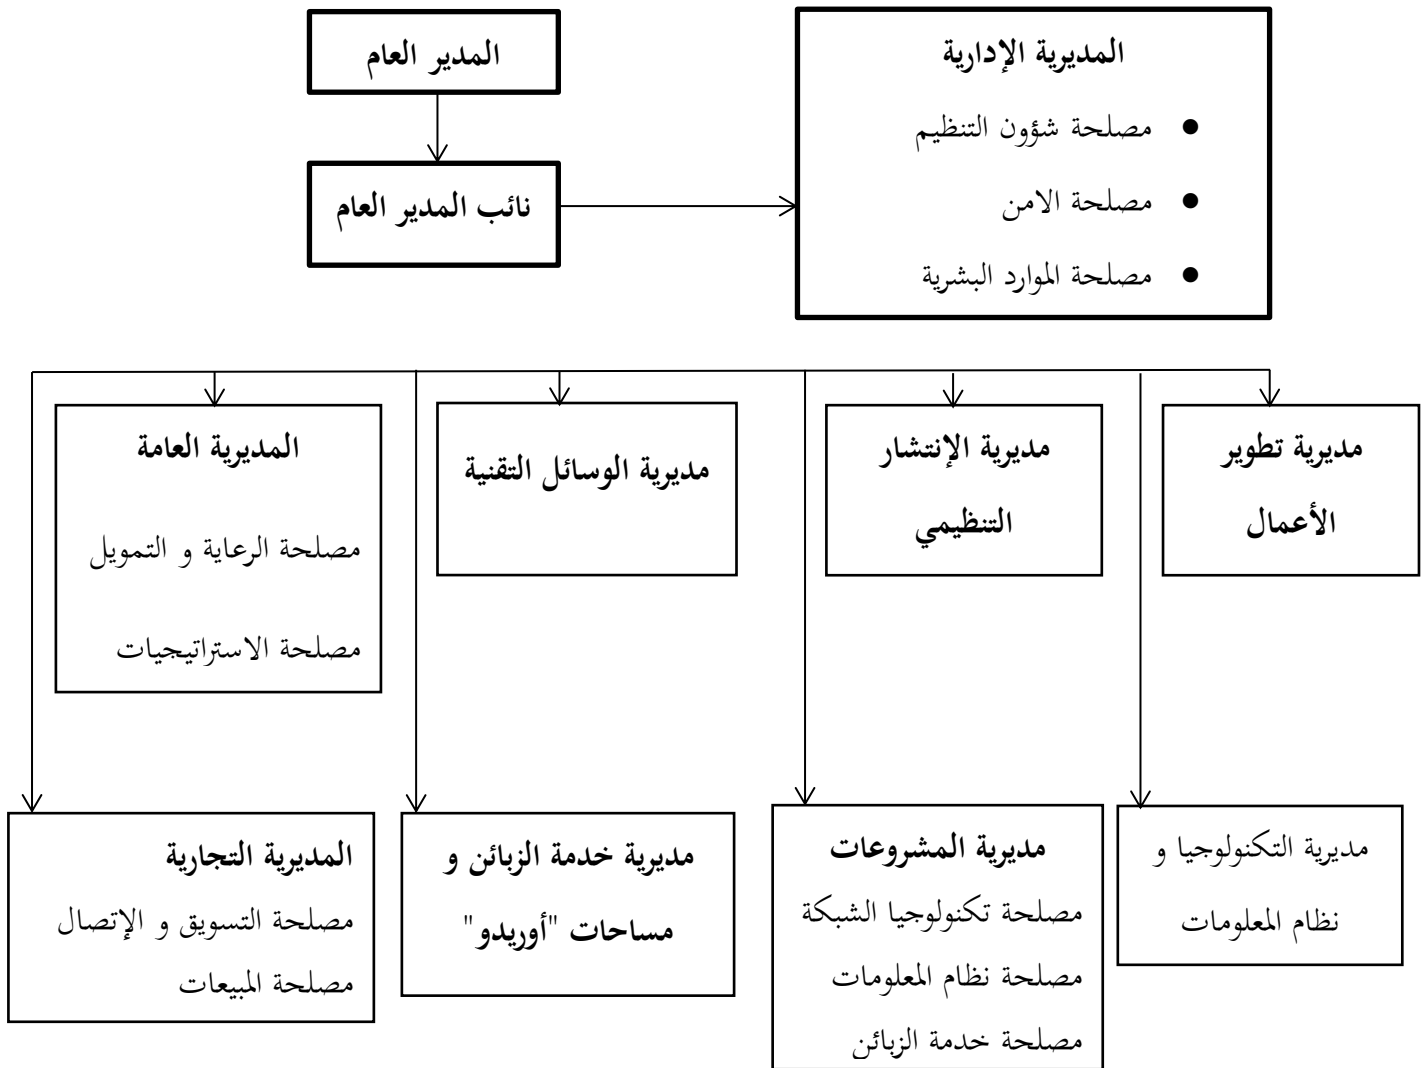 المدير العام
نائب المدير العام
المديرية الإدارية
● مصلحة شؤون التنظيم
● مصلحة الامن
● مصلحة الموارد البشرية
مديرية تطوير
الأعمال
مديرية الإنتشار
التنظيمي
مديرية الوسائل التقنية
المديرية العامة
مصلحة الرعاية و التمويل
مصلحة الاستراتيجيات
مديرية التكنولوجيا و
نظام المعلومات
مديرية المشروعات
مصلحة تكنولوجيا الشبكة
مصلحة نظام المعلومات
مصلحة خدمة الزبائن
مديرية خدمة الزبائن و
مساحات "أوريدو"
المديرية التجارية
مصلحة التسويق و الإتصال
مصلحة المبيعات